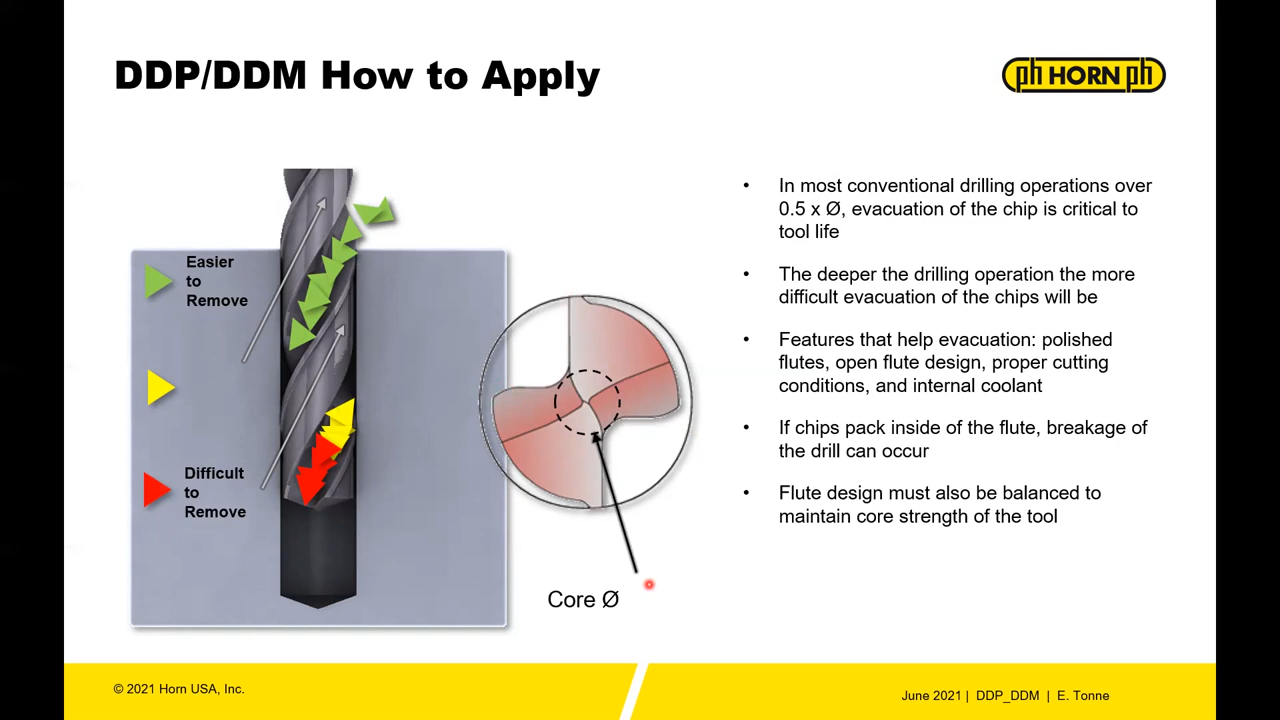 DDP/DDM How to Apply
ph HORN ph
Easier
to
Remove
Difficult
to
Remove
Core Ø
• In most conventional drilling operations over
0.5 x Ø, evacuation of the chip is critical to
tool life
• The deeper the drilling operation the more
difficult evacuation of the chips will be
• Features that help evacuation: polished
flutes, open flute design, proper cutting
conditions, and internal coolant
• If chips pack inside of the flute, breakage of
the drill can occur
• Flute design must also be balanced to
maintain core strength of the tool
© 2021 Horn USA, Inc.
June 2021 | DDP_DDM | E. Tonne